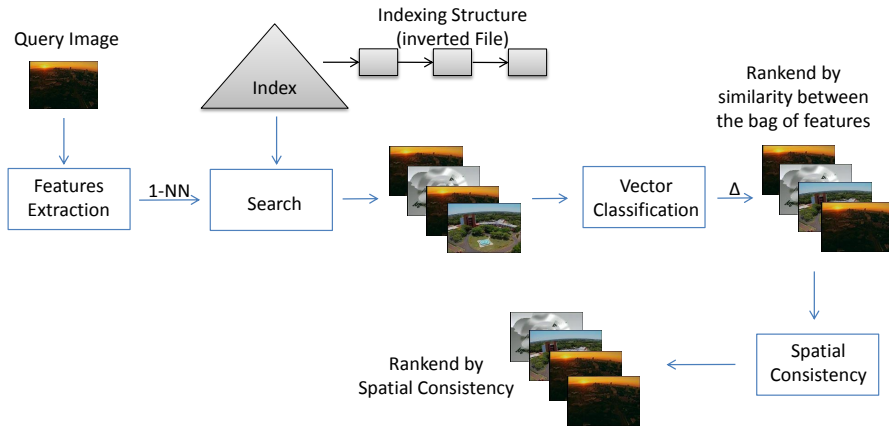 Query Image
Indexing Structure
(inverted File)
Index
Rankend by
similarity between
the bag of features
Features
Extraction
1-NN
Search
Vector
Classification
Δ
Rankend by
Spatial Consistency
Spatial
Consistency